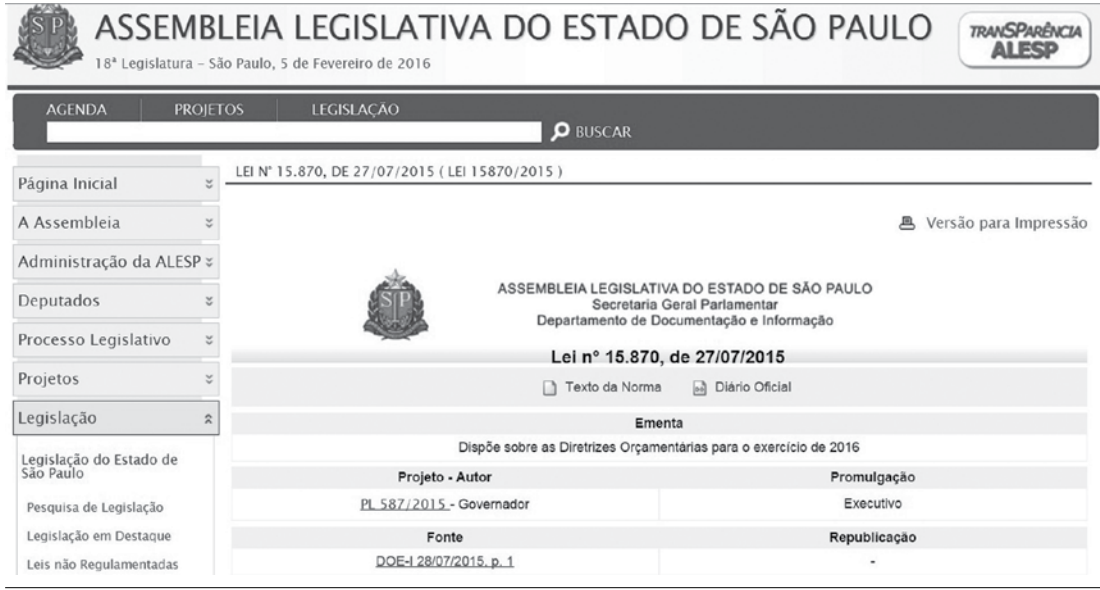 ASSEMBLEIA LEGISLATIVA DO ESTADO DE SÃO PAULO
18ª Legislatura – São Paulo, 5 de Fevereiro de 2016
TRANSPARÊNCIA
ALESP
AGENDA PROJETOS LEGISLAÇÃO
BUSCAR
Página Inicial
A Assembleia
Administração da ALESP
Deputados
Processo Legislativo
Projetos
Legislação
Legislação do Estado de
São Paulo
Pesquisa de Legislação
Legislação em Destaque
Leis não Regulamentadas
LEI N° 15.870, DE 27/07/2015 ( LEI 15870/2015 )
Versão para Impressão
SP
ASSEMBLEIA LEGISLATIVA DO ESTADO DE SÃO PAULO
Secretaria Geral Parlamentar
Departamento de Documentação e Informação
Lei nº 15.870, de 27/07/2015
Texto da Norma Diário Oficial
Ementa
Dispõe sobre as Diretrizes Orçamentárias para o exercício de 2016
Projeto - Autor Promulgação
PL 587/2015 - Governador Executivo
Fonte Republicação
DOE-I 28/07/2015, p. 1 -